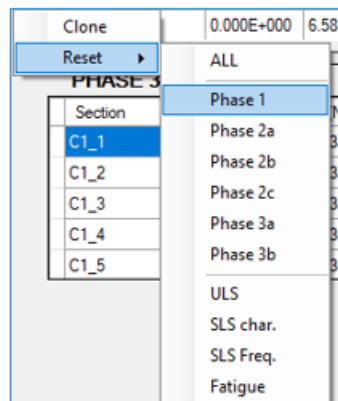 Clone
0.000E+000
6.58
Reset
ALL
PHASE 3
Section
Phase 1
C1_1
Phase 2a
C1_2
Phase 2b
C1_3
Phase 2c
C1_4
Phase 3a
C1_5
Phase 3b
ULS
SLS char.
SLS Freq.
Fatigue